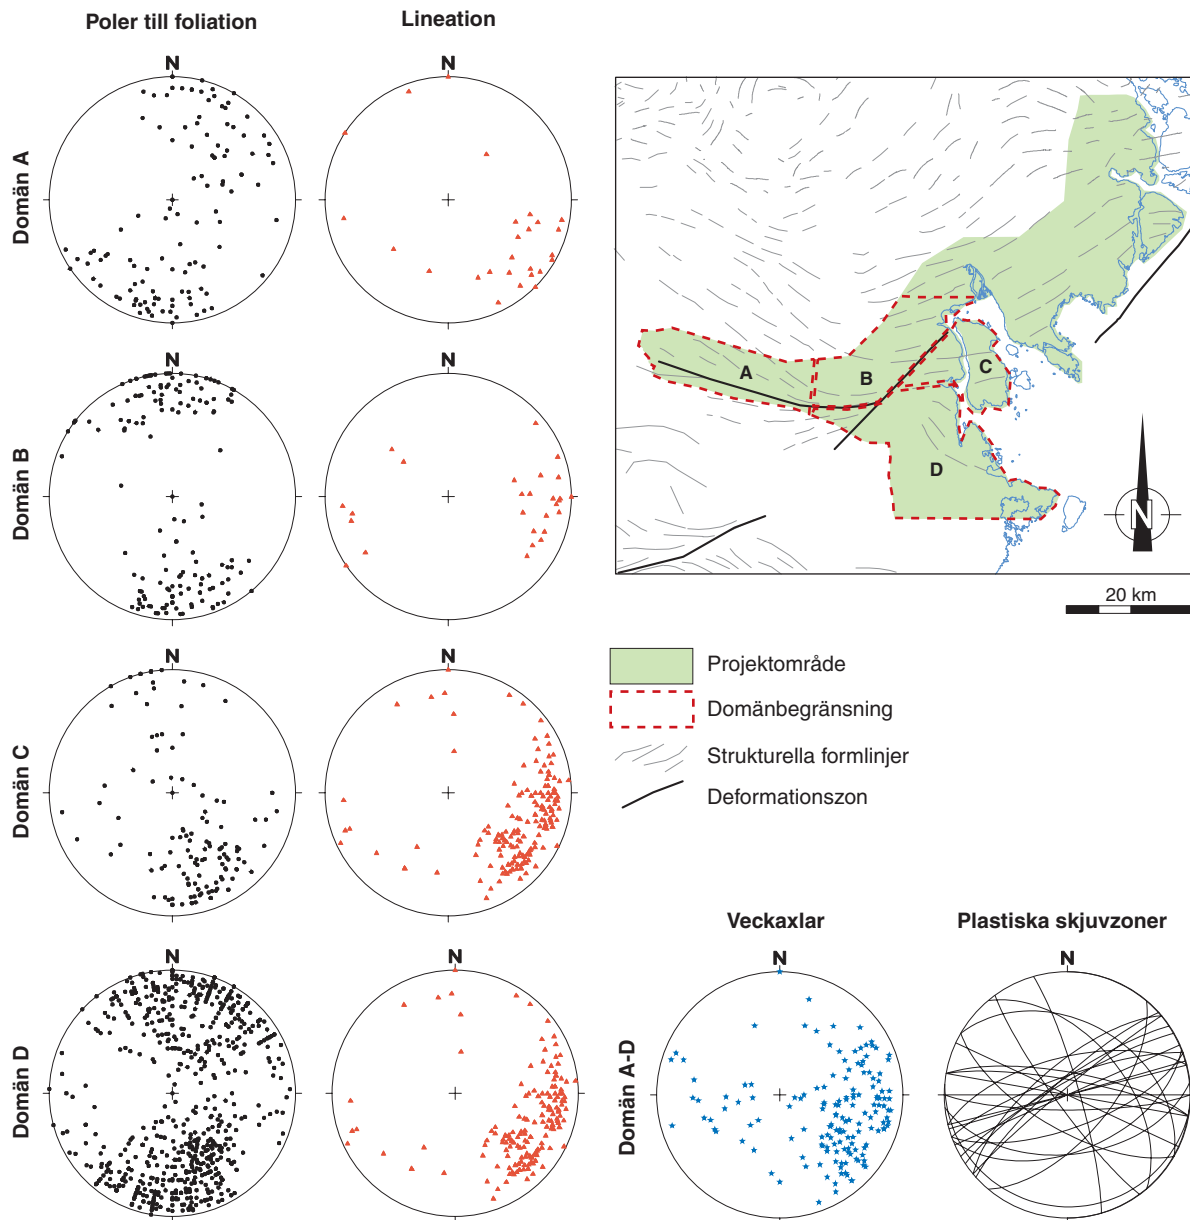 Poler till foliation
Lineation
Domän A
N
N
A
B
C
D
N
20 km
Domän B
N
N
Projektområde
Domänbegränsning
Strukturella formlinjer
Deformationszon
Domän C
N
N
Veckaxlar
Plastiska skjuvzoner
Domän D
N
N
Domän A-D
N
N